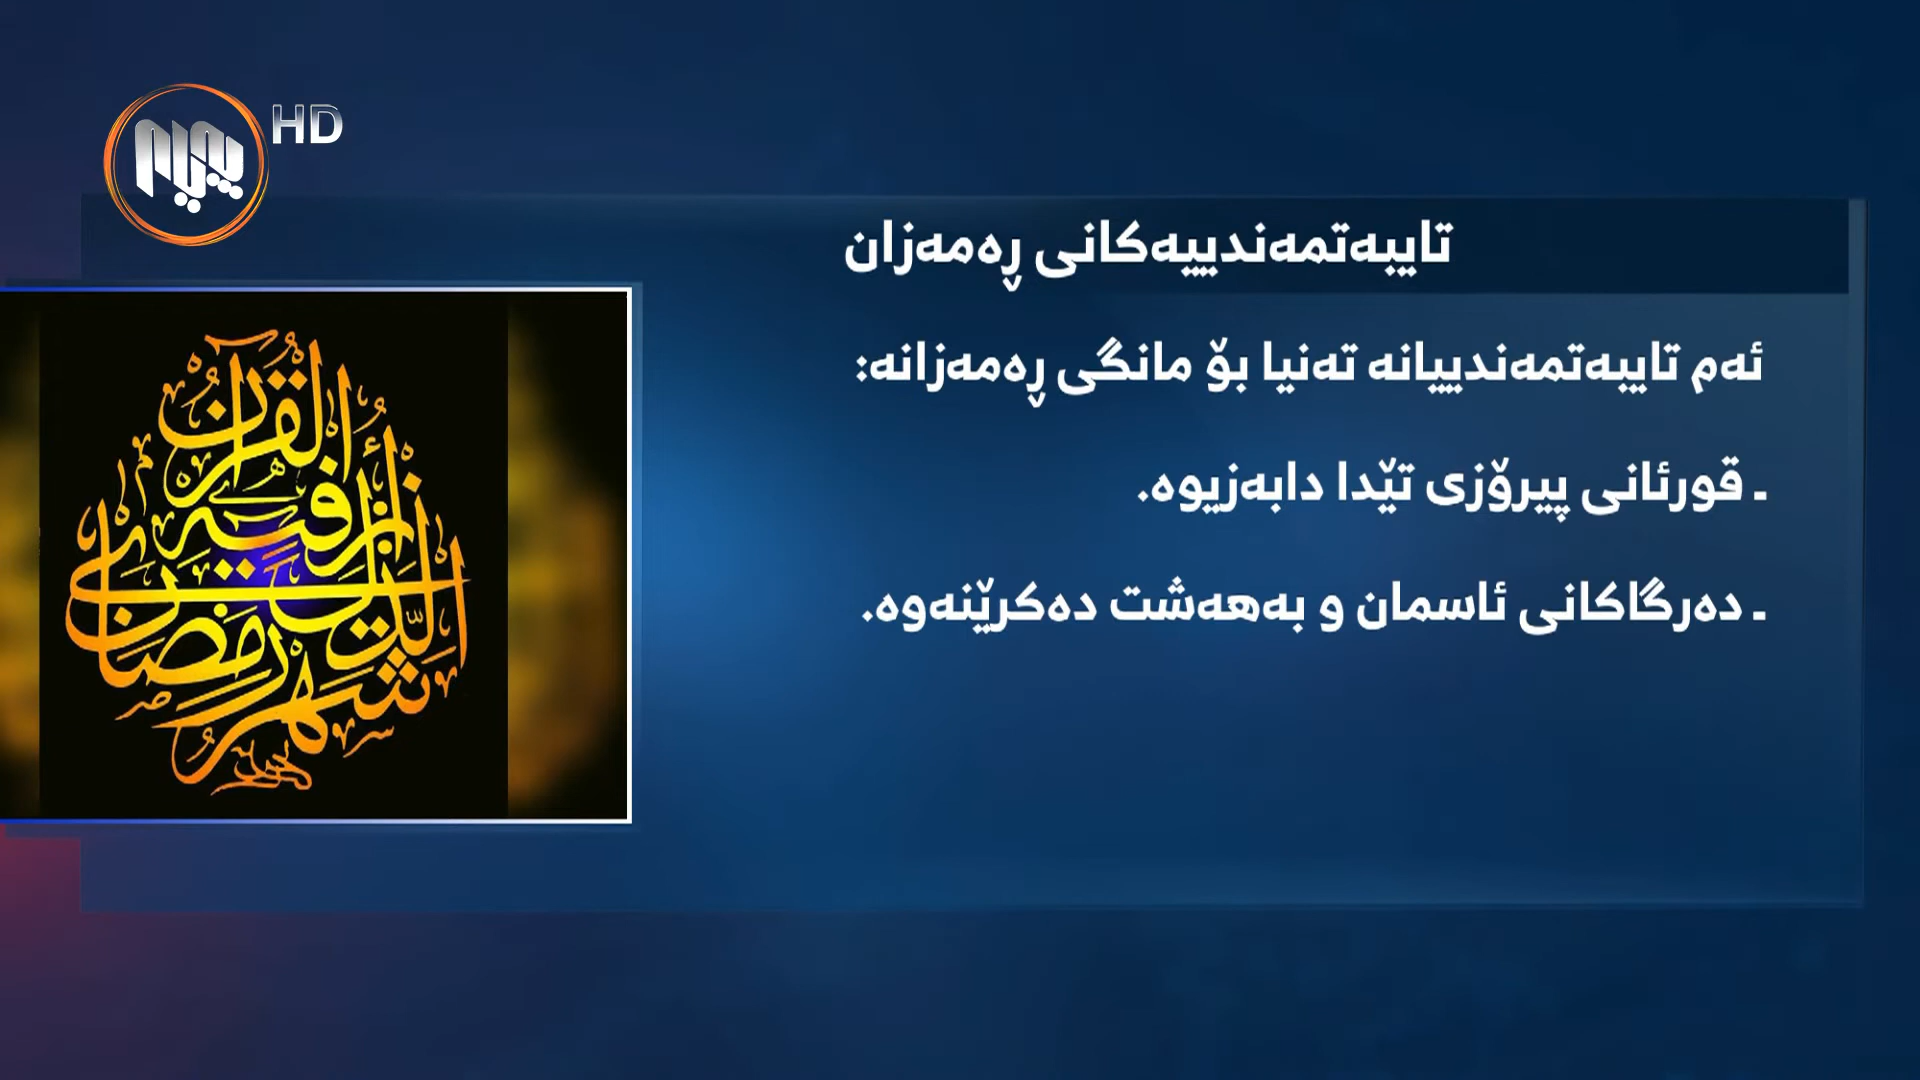 پەیام HD
تایبەتمەندییەکانی ڕەمەزان
ئەم تایبەتمەندییانە تەنیا بۆ مانگی ڕەمەزانە:
ـ قورئانی پیرۆزی تێدا دابەزیوە.
ـ دەرگاکانی ئاسمان و بەهەشت دەکرێنەوە.
شهر رمضان الذي أنزل فيه القرآن